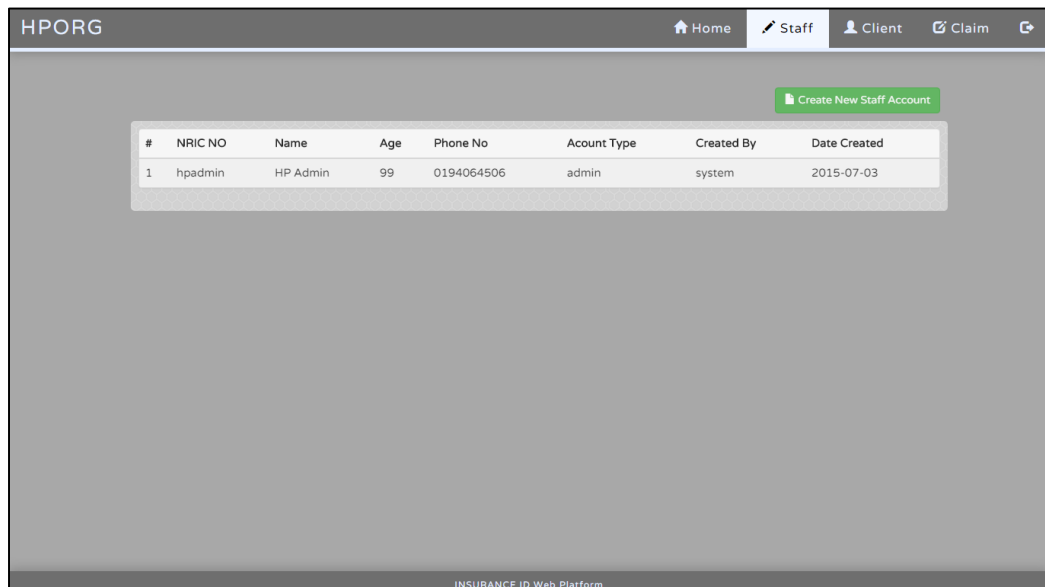 HPORG Home Staff Client Claim
Create New Staff Account
# NRIC NO Name Age Phone No Acount Type Created By Date Created
1 hpadmin HP Admin 99 0194064506 admin system 2015-07-03
INSURANCE ID Web Platform